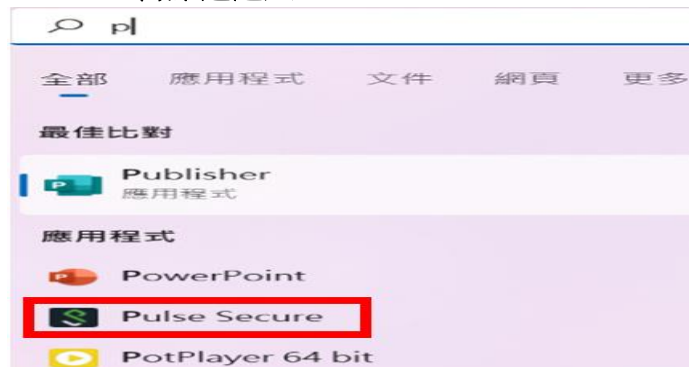 p
全部 應用程式 文件 網頁 更多
最佳比對
Publisher
應用程式
應用程式
PowerPoint
Pulse Secure
PotPlayer 64 bit